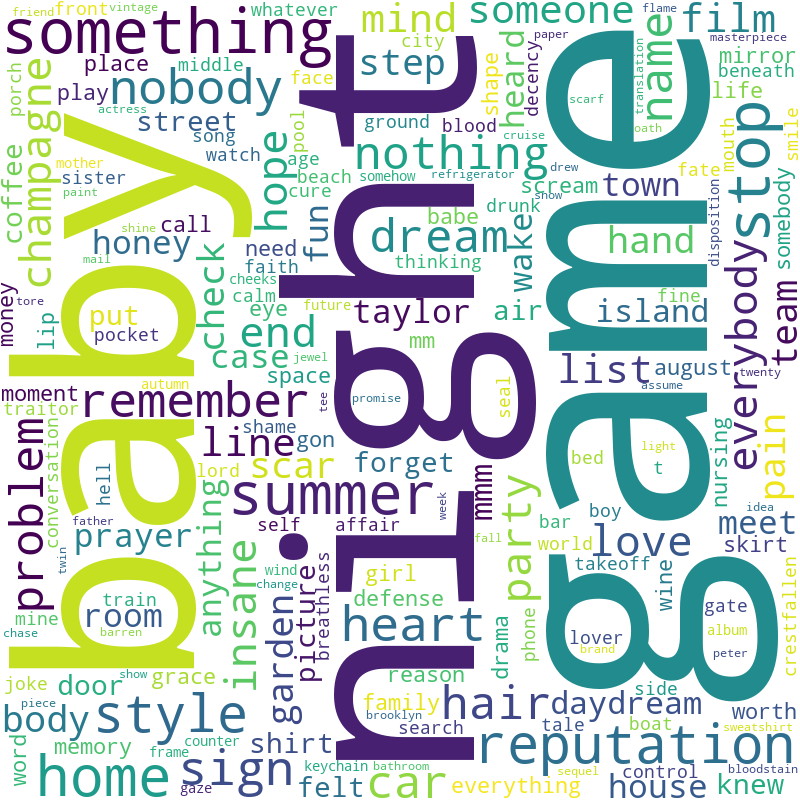 friend
front
vintage
whatever
something
mind
someone
flame
film
city
paper
masterpiece
place
middle
step
heard
decency
mirror
beneath
porch
champagne
play
nobody
face
shape
scarf
translation
name
life
actress
street
song
watch
hope
pool
ground
blood
cruise
oath
stop
coffee
mother
sister
paint
age
beach
cure
somehow
nothing
refrigerator
drew
show
fate
mouth
smile
scream
town
baby
night
game
shine
call
honey
mail
check
need
faith
fun
babe
drunk
dream
thinking
wake
hand
disposition
everybody
somebody
cheeks
calm
eye
future
money
tore
lip
put
pocket
end
taylor
mm
air
fine
island
team
case
jewel
space
list
august
twenty
assume
moment
autumn
traitor
remember
tee
promise
seal
problem
conversation
line
shame
gon
forget
light
t
bed
nursing
pain
hell
lord
scar
summer
week
mmm
father
prayer
anything
self
affair
party
boy
bar
love
idea
meet
skirt
twin
insane
wind
change
picture
breathless
fall
world
takeoff
wine
crestfallen
train
room
mine
chase
barren
girl
defense
heart
drama
phone
lover
brand
gate
album
peter
joke
door
show
grace
garden
reason
family
side
piece
body
style
brooklyn
search
hair
daydream
tale
boat
worth
sweatshirt
word
memory
frame
counter
shirt
reputation
home
sign
gaze
keychain
bathroom
felt
car
everything
sequel
house
control
knew
bloodstain